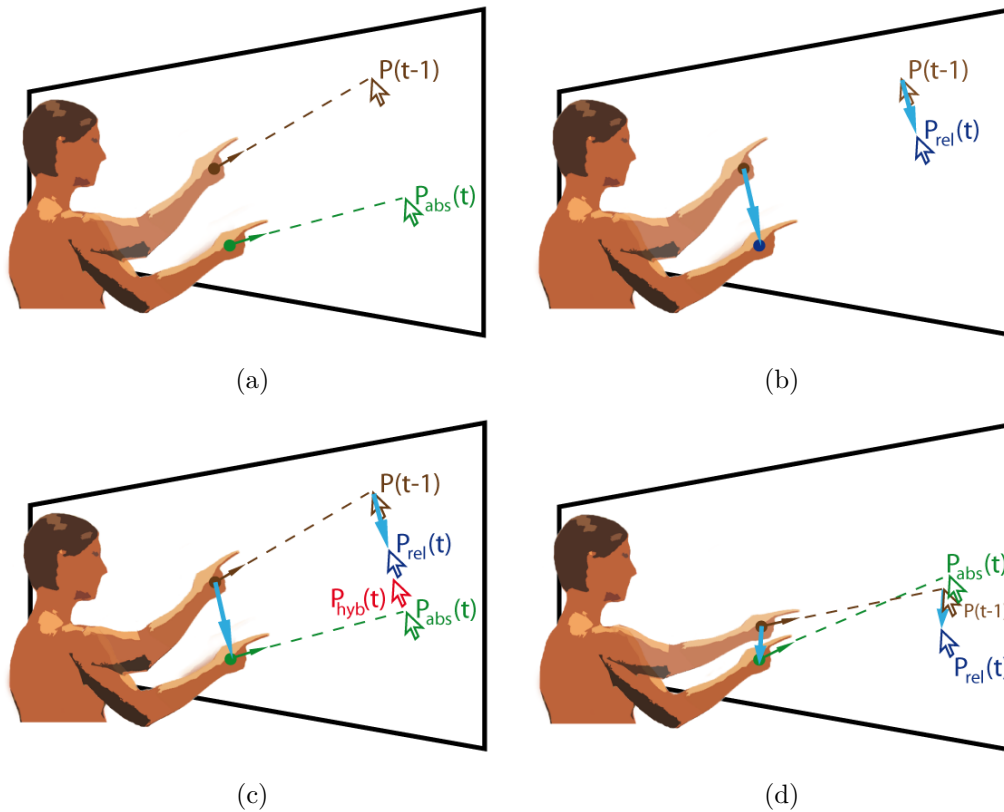 P(t-1)
P_abs(t)
(a)
P(t-1)
P_rel(t)
(b)
P(t-1)
P_rel(t)
P_hyb(t)
P_abs(t)
(c)
P_abs(t)
P(t-1)
P_rel(t)
(d)